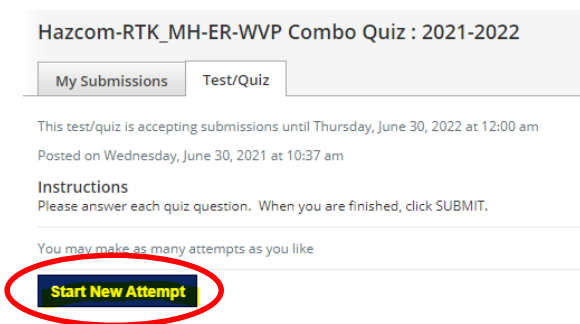 Hazcom-RTK_MH-ER-WVP Combo Quiz : 2021-2022
My Submissions Test/Quiz
This test/quiz is accepting submissions until Thursday, June 30, 2022 at 12:00 am
Posted on Wednesday, June 30, 2021 at 10:37 am
Instructions
Please answer each quiz question. When you are finished, click SUBMIT.
You may make as many attempts as you like
Start New Attempt